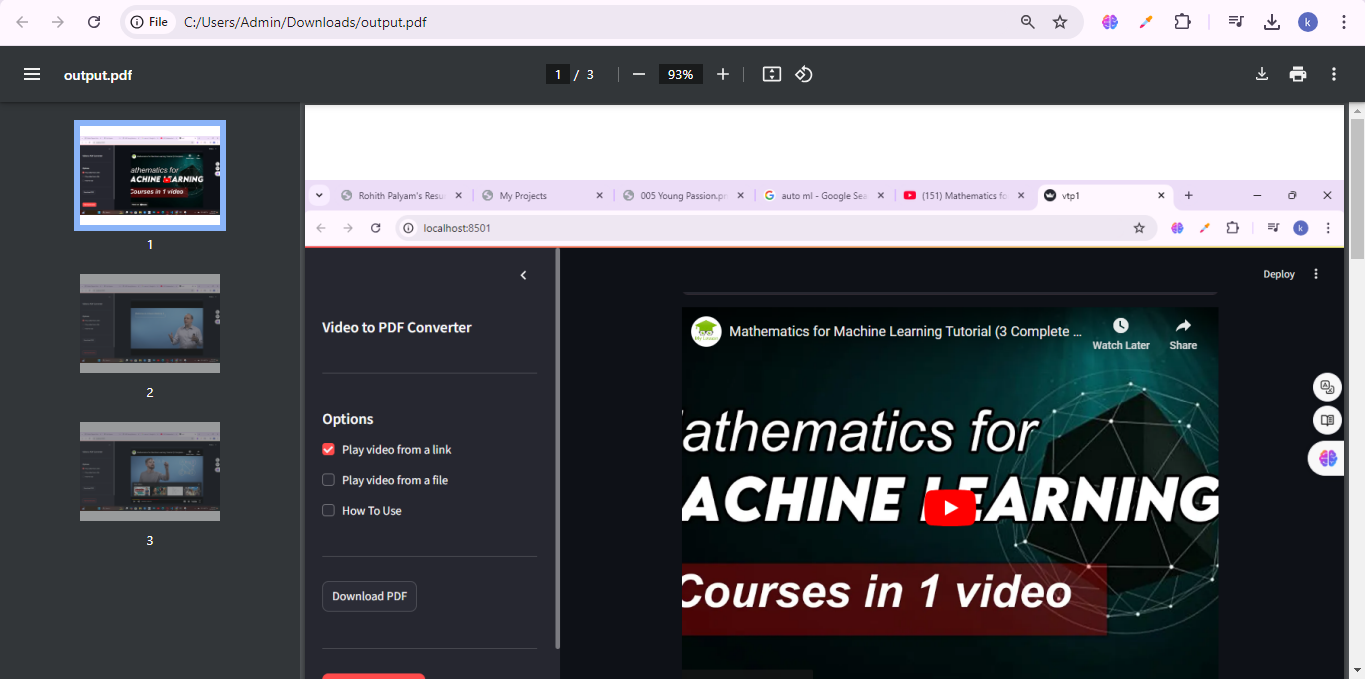 File C:/Users/Admin/Downloads/output.pdf
k
output.pdf
1 / 3
93%
1
2
3
Rohith Palyam's Resu
My Projects
005 Young Passion.pr
auto ml - Google Sea
(151) Mathematics fo
vtp1
localhost:8501
k
Deploy
Video to PDF Converter
Options
Play video from a link
Play video from a file
How To Use
Download PDF
Mathematics for Machine Learning Tutorial (3 Complete ...
Watch Later
Share
athematics for
ACHINE LEARNING
Courses in 1 video